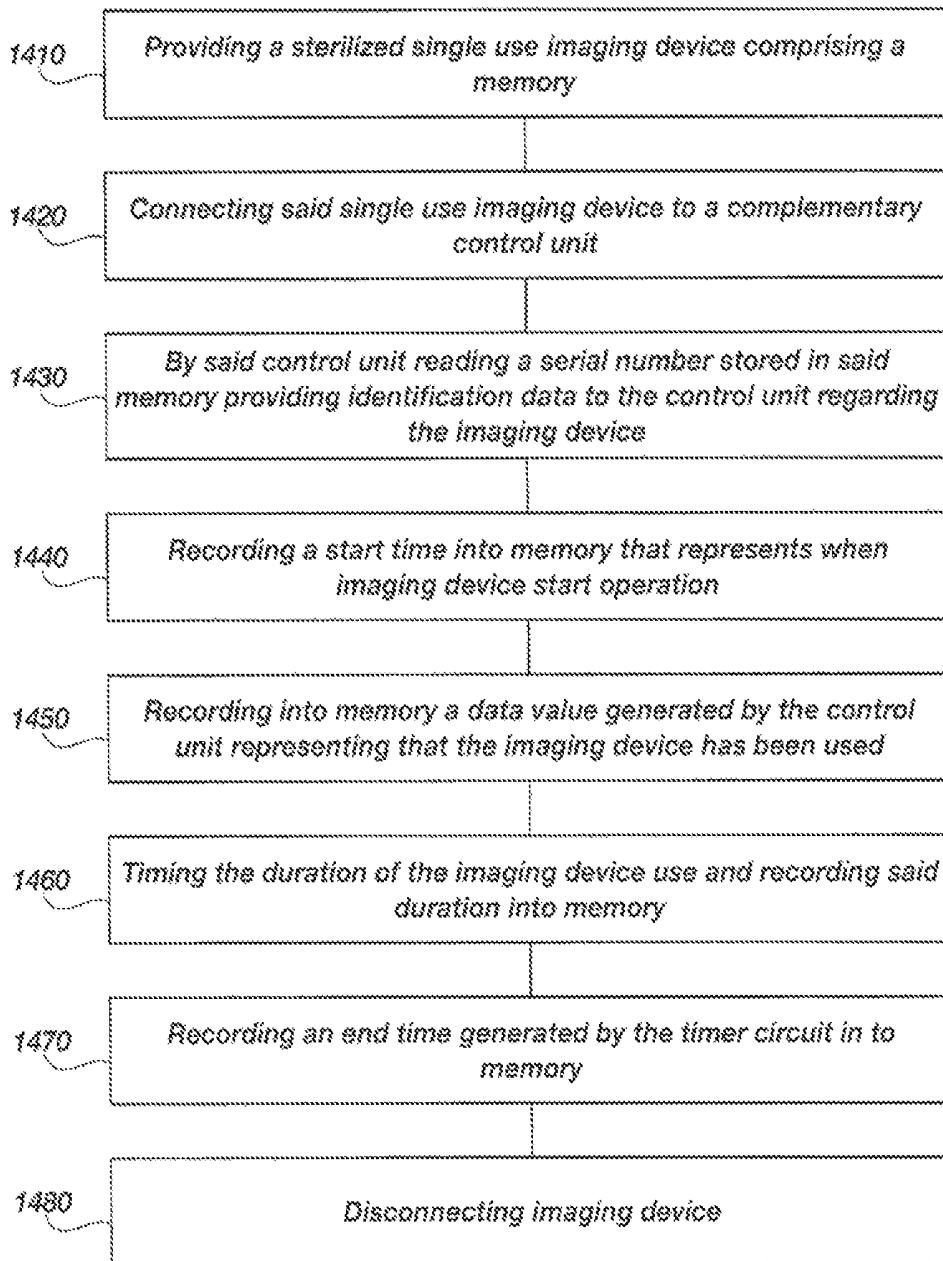 1410
Providing a sterilized single use imaging device comprising a
memory
1420
Connecting said single use imaging device to a complementary
control unit
1430
By said control unit reading a serial number stored in said
memory providing identification data to the control unit regarding
the imaging device
1440
Recording a start time into memory that represents when
imaging device start operation
1450
Recording into memory a data value generated by the control
unit representing that the imaging device has been used
1460
Timing the duration of the imaging device use and recording said
duration into memory
1470
Recording an end time generated by the timer circuit in to
memory
1480
Disconnecting imaging device